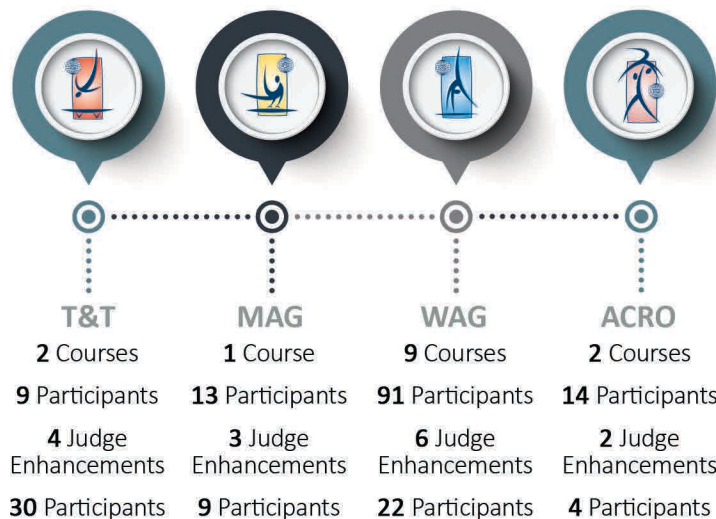 T&T
2 Courses
9 Participants
4 Judge
Enhancements
30 Participants
MAG
1 Course
13 Participants
3 Judge
Enhancements
9 Participants
WAG
9 Courses
91 Participants
6 Judge
Enhancements
22 Participants
ACRO
2 Courses
14 Participants
2 Judge
Enhancements
4 Participants